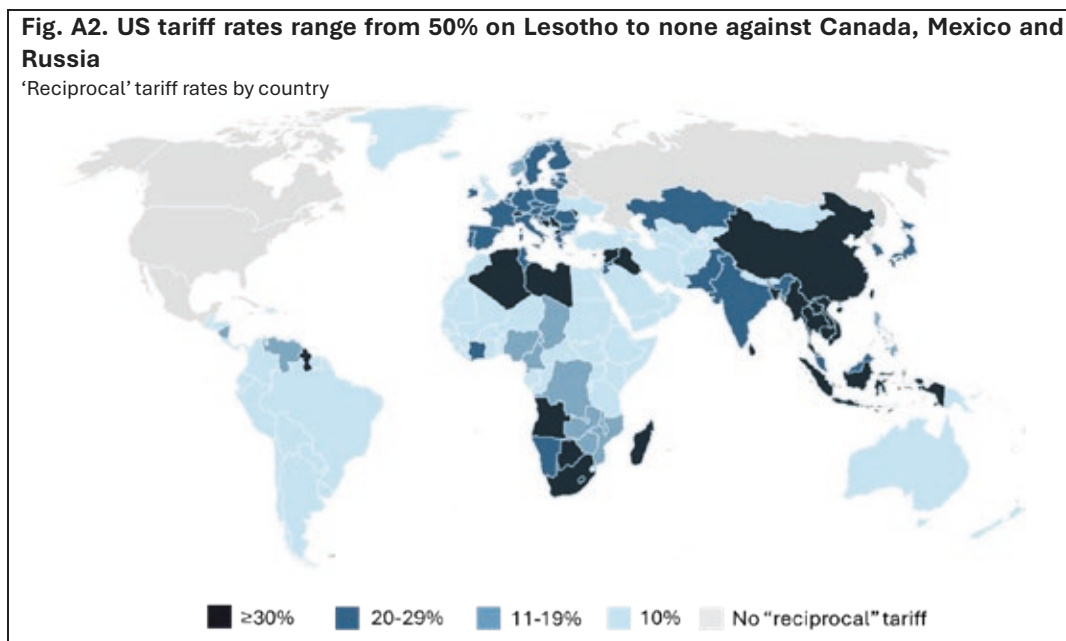 Fig. A2. US tariff rates range from 50% on Lesotho to none against Canada, Mexico and
Russia
‘Reciprocal’ tariff rates by country
≥30% 20-29% 11-19% 10% No “reciprocal” tariff